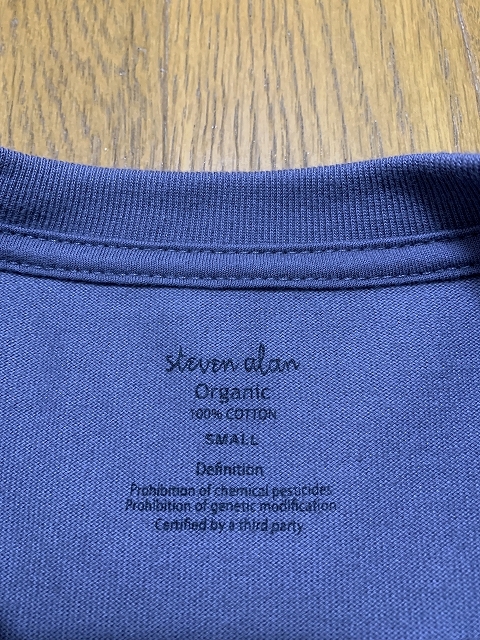 steven alan
Organic
100% COTTON
SMALL
Definition
Prohibition of chemical pesticides
Prohibition of genetic modification
Certified by a third party